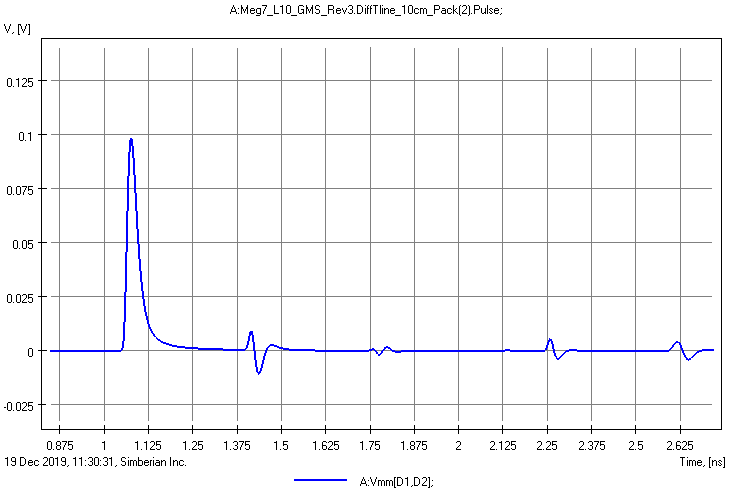 A:Meg7_L10_GMS_Rev3.DiffTline_10cm_Pack(2).Pulse;
V, [V]
0.125
0.1
0.075
0.05
0.025
0
-0.025
0.875 1 1.125 1.25 1.375 1.5 1.625 1.75 1.875 2 2.125 2.25 2.375 2.5 2.625
19 Dec 2019, 11:30:31, Simberian Inc. Time, [ns]
A:Vmm[D1,D2];